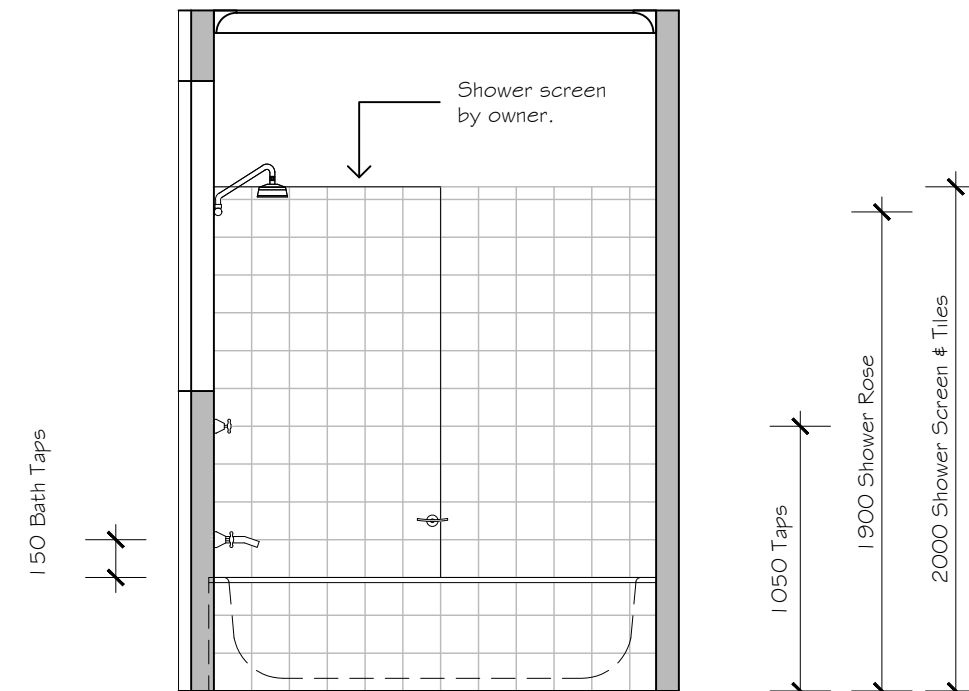 Shower screen
by owner.
150 Bath Taps
1050 Taps
1900 Shower Rose
2000 Shower Screen & Tiles